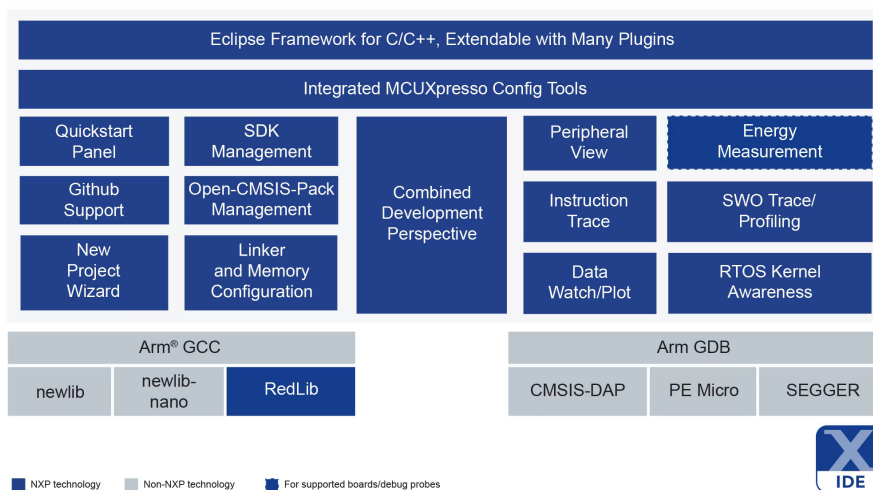 Eclipse Framework for C/C++, Extendable with Many Plugins
Integrated MCUXpresso Config Tools
Quickstart
Panel
SDK
Management
Github
Support
Open-CMSIS-Pack
Management
New
Project
Wizard
Linker
and Memory
Configuration
Combined
Development
Perspective
Peripheral
View
Energy
Measurement
Instruction
Trace
SWO Trace/
Profiling
Data
Watch/Plot
RTOS Kernel
Awareness
Arm® GCC
newlib
newlib-
nano
RedLib
Arm GDB
CMSIS-DAP
PE Micro
SEGGER
X
IDE
NXP technology
Non-NXP technology
For supported boards/debug probes